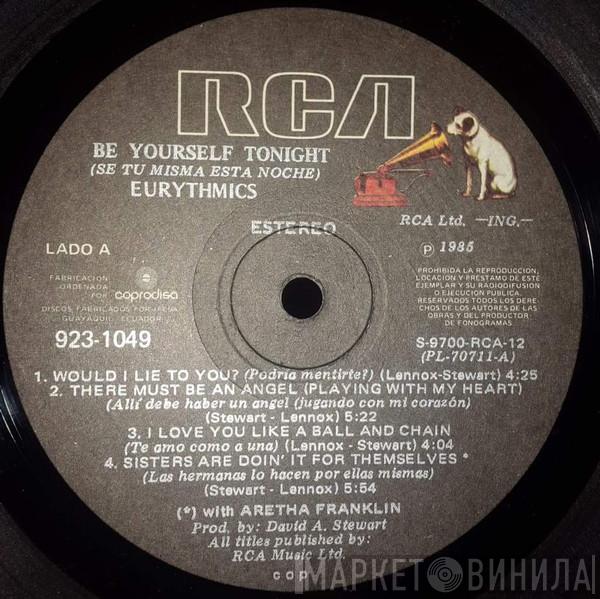 RCA
BE YOURSELF TONIGHT
(SE TU MISMA ESTA NOCHE)
EURYTHMICS
ESTEREO
RCA Ltd. —ING.—
LADO A
℗ 1985
FABRICACION
ORDENADA
POR
coprodisa
DISCOS FABRICADOS POR FEVA
GUAYAQUIL ECUADOR
923-1049
PROHIBIDA LA REPRODUCCION,
LOCACION Y PRESTAMO DE ESTE
EJEMPLAR Y SU RADIODIFUSION
O EJECUCION PUBLICA.
RESERVADOS TODOS LOS DERE-
CHOS DE LOS AUTORES DE LAS
OBRAS Y DEL PRODUCTOR
DE FONOGRAMAS
S-9700-RCA-12
(PL-70711-A)
1. WOULD I LIE TO YOU? (Podría mentirte?) (Lennox-Stewart) 4:25
2. THERE MUST BE AN ANGEL (PLAYING WITH MY HEART)
(Allí debe haber un angel (jugando con mi corazón)
(Stewart - Lennox) 5:22
3. I LOVE YOU LIKE A BALL AND CHAIN
(Te amo como a una) (Lennox - Stewart) 4:04
4. SISTERS ARE DOIN' IT FOR THEMSELVES *
(Las hermanas lo hacen por ellas mismas)
(Stewart - Lennox) 5:54
(*) with ARETHA FRANKLIN
Prod. by: David A. Stewart
All titles published by:
RCA Music Ltd.
cop
МАРКЕТ ВИНИЛА